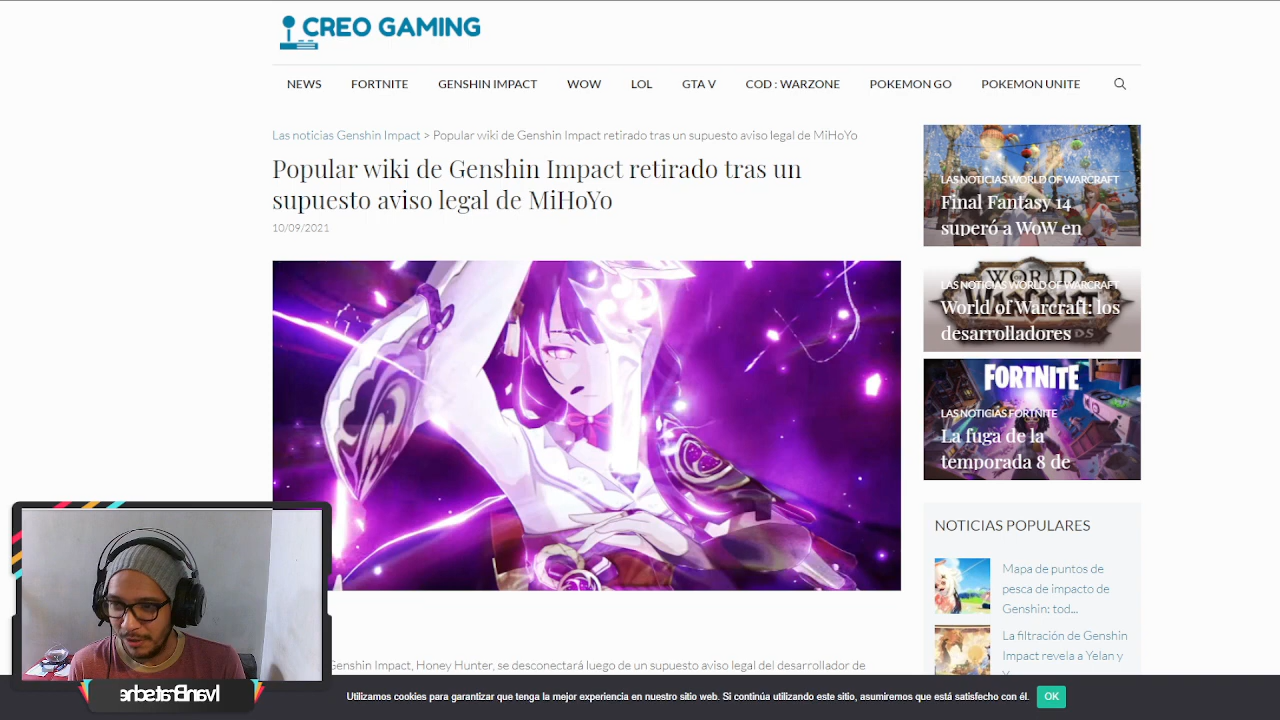 CREO GAMING
NEWS FORTNITE GENSHIN IMPACT WOW LOL GTA V COD : WARZONE POKEMON GO POKEMON UNITE
Las noticias Genshin Impact > Popular wiki de Genshin Impact retirado tras un supuesto aviso legal de MiHoYo
Popular wiki de Genshin Impact retirado tras un
supuesto aviso legal de MiHoYo
10/09/2021
LAS NOTICIAS WORLD OF WARCRAFT
Final Fantasy 14
superó a WoW en
WORLD
LAS NOTICIAS WORLD OF WARCRAFT
World of Warcraft: los
desarrolladores
FORTNITE
LAS NOTICIAS FORTNITE
La fuga de la
temporada 8 de
NOTICIAS POPULARES
Mapa de puntos de
pesca de impacto de
Genshin: tod...
La filtración de Genshin
Impact revela a Yelan y
Genshin Impact, Honey Hunter, se desconectará luego de un supuesto aviso legal del desarrollador de
Utilizamos cookies para garantizar que tenga la mejor experiencia en nuestro sitio web. Si continúa utilizando este sitio, asumiremos que está satisfecho con él.
OK